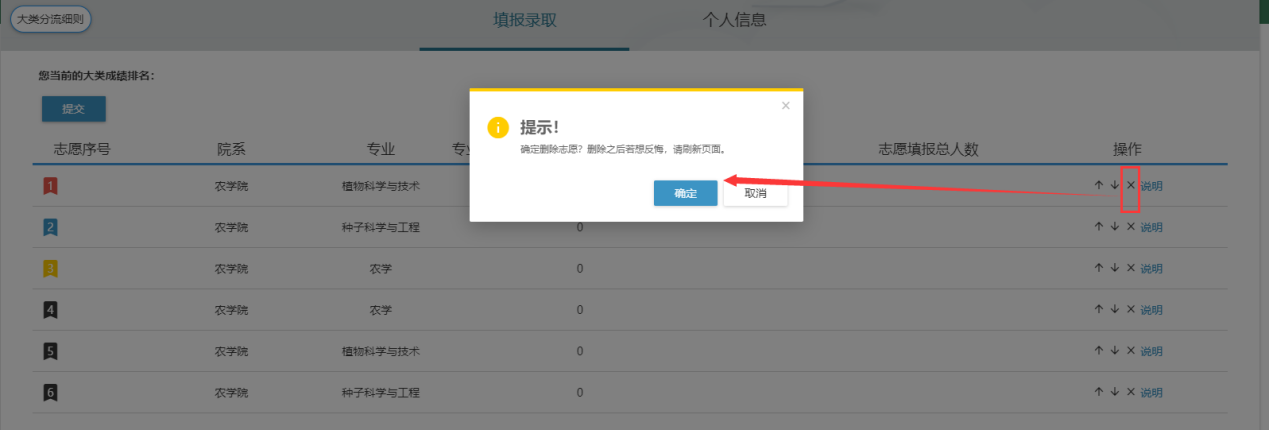 大类分流细则
填报录取
个人信息
您当前的大类成绩排名：
提交
提示！
确定删除志愿？删除之后若想反悔，请刷新页面。
确定
取消
志愿序号
院系
专业
专
志愿填报总人数
操作
1
农学院
植物科学与技术
说明
2
农学院
种子科学与工程
0
说明
3
农学院
农学
0
说明
4
农学院
农学
0
说明
5
农学院
植物科学与技术
0
说明
6
农学院
种子科学与工程
0
说明